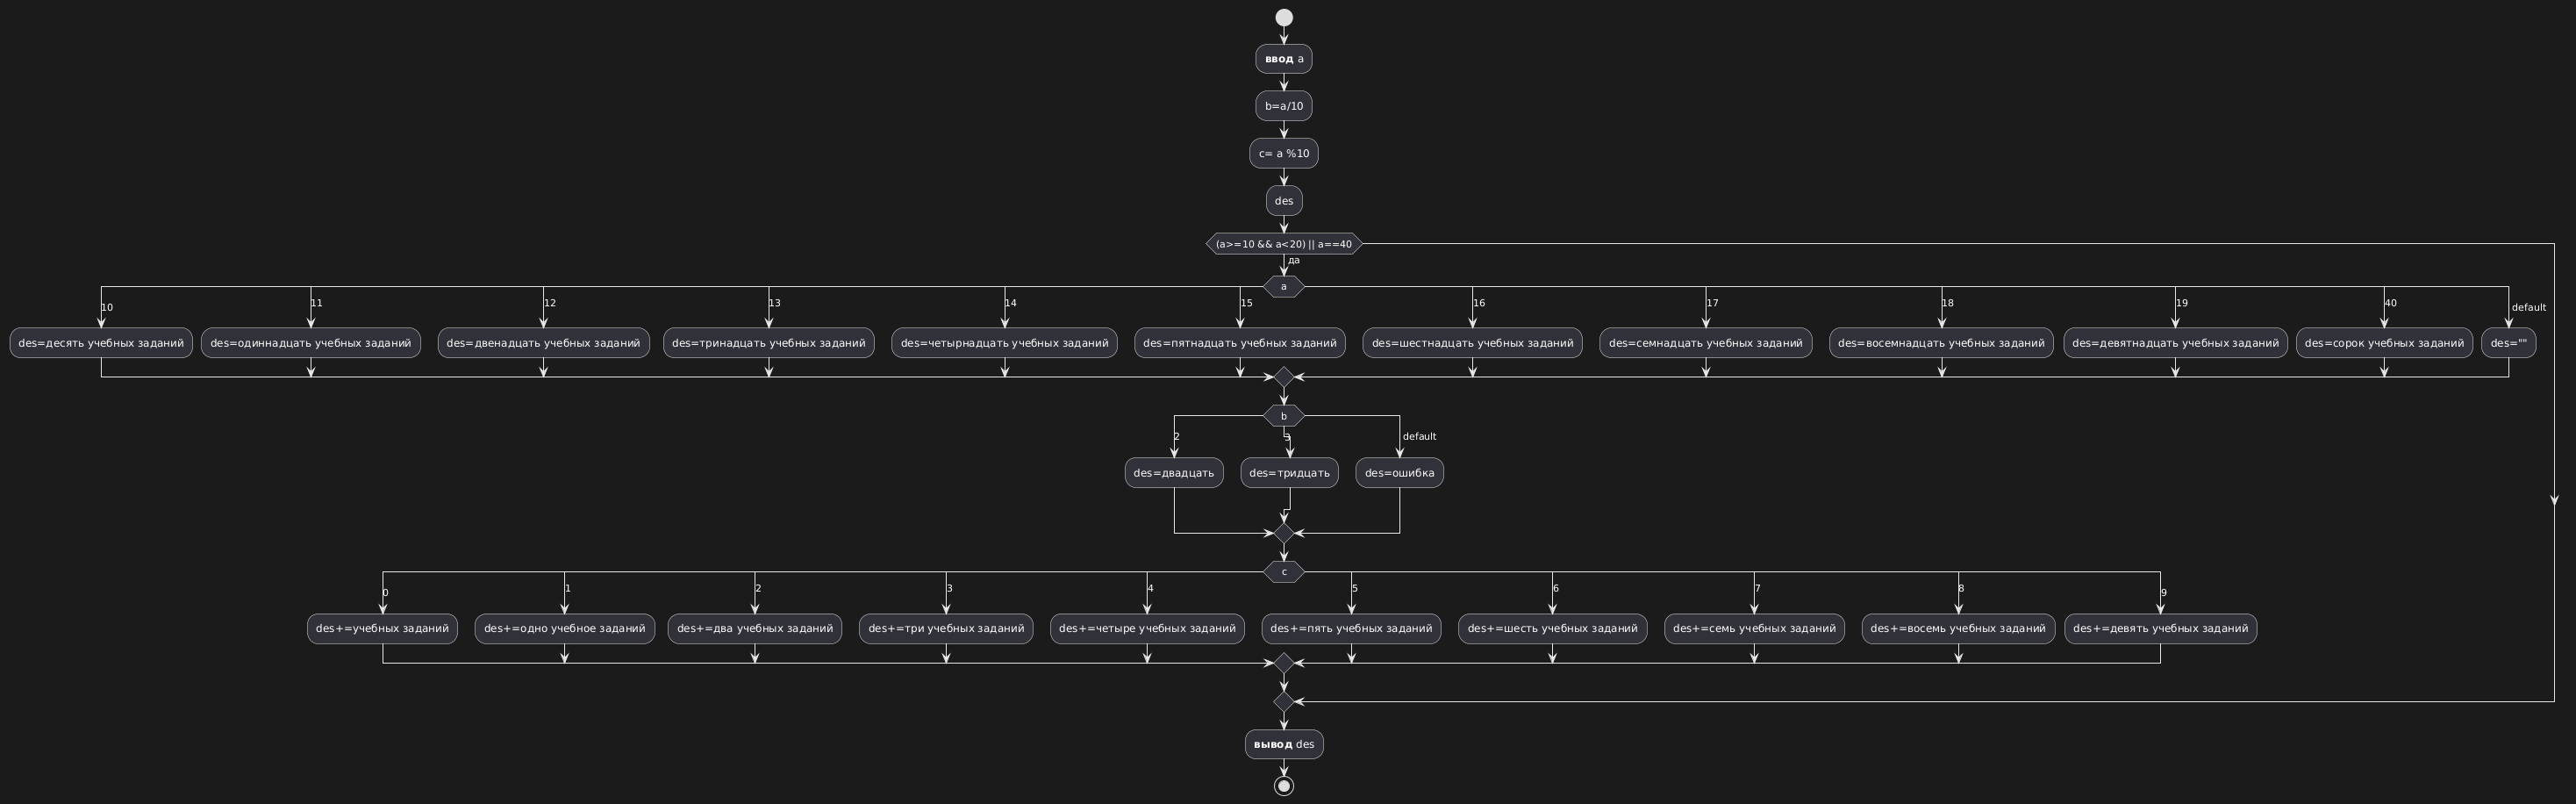 ввод a
b=a/10
c= a %10
des
(a>=10 && a<20) || a==40
да
a
10
11
12
13
14
15
16
17
18
19
40
default
des=десять учебных заданий
des=одиннадцать учебных заданий
des=двенадцать учебных заданий
des=тринадцать учебных заданий
des=четырнадцать учебных заданий
des=пятнадцать учебных заданий
des=шестнадцать учебных заданий
des=семнадцать учебных заданий
des=восемнадцать учебных заданий
des=девятнадцать учебных заданий
des=сорок учебных заданий
des=""
b
2
3
default
des=двадцать
des=тридцать
des=ошибка
c
0
1
2
3
4
5
6
7
8
9
des+=учебных заданий
des+=одно учебное заданий
des+=два учебных заданий
des+=три учебных заданий
des+=четыре учебных заданий
des+=пять учебных заданий
des+=шесть учебных заданий
des+=семь учебных заданий
des+=восемь учебных заданий
des+=девять учебных заданий
вывод des